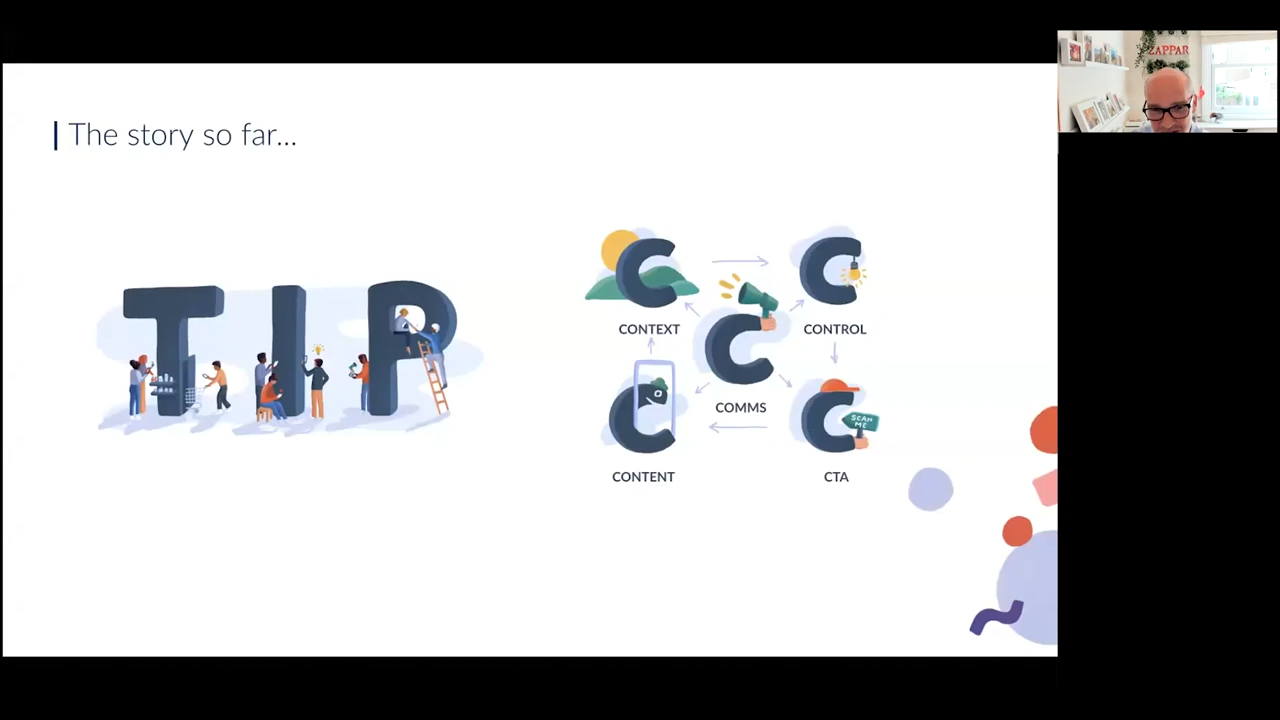 The story so far...
TIP
C
C
CONTEXT
CONTROL
C
COMMS
C
C
SCAN
ME
CONTENT
CTA
ZAPPAR